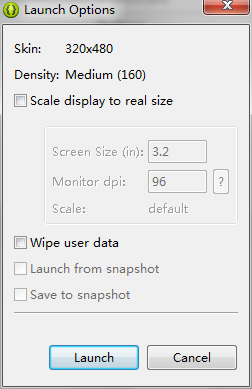 Launch Options
Skin: 320x480
Density: Medium (160)
Scale display to real size
Screen Size (in): 3.2
Monitor dpi: 96 ?
Scale: default
Wipe user data
Launch from snapshot
Save to snapshot
Launch Cancel